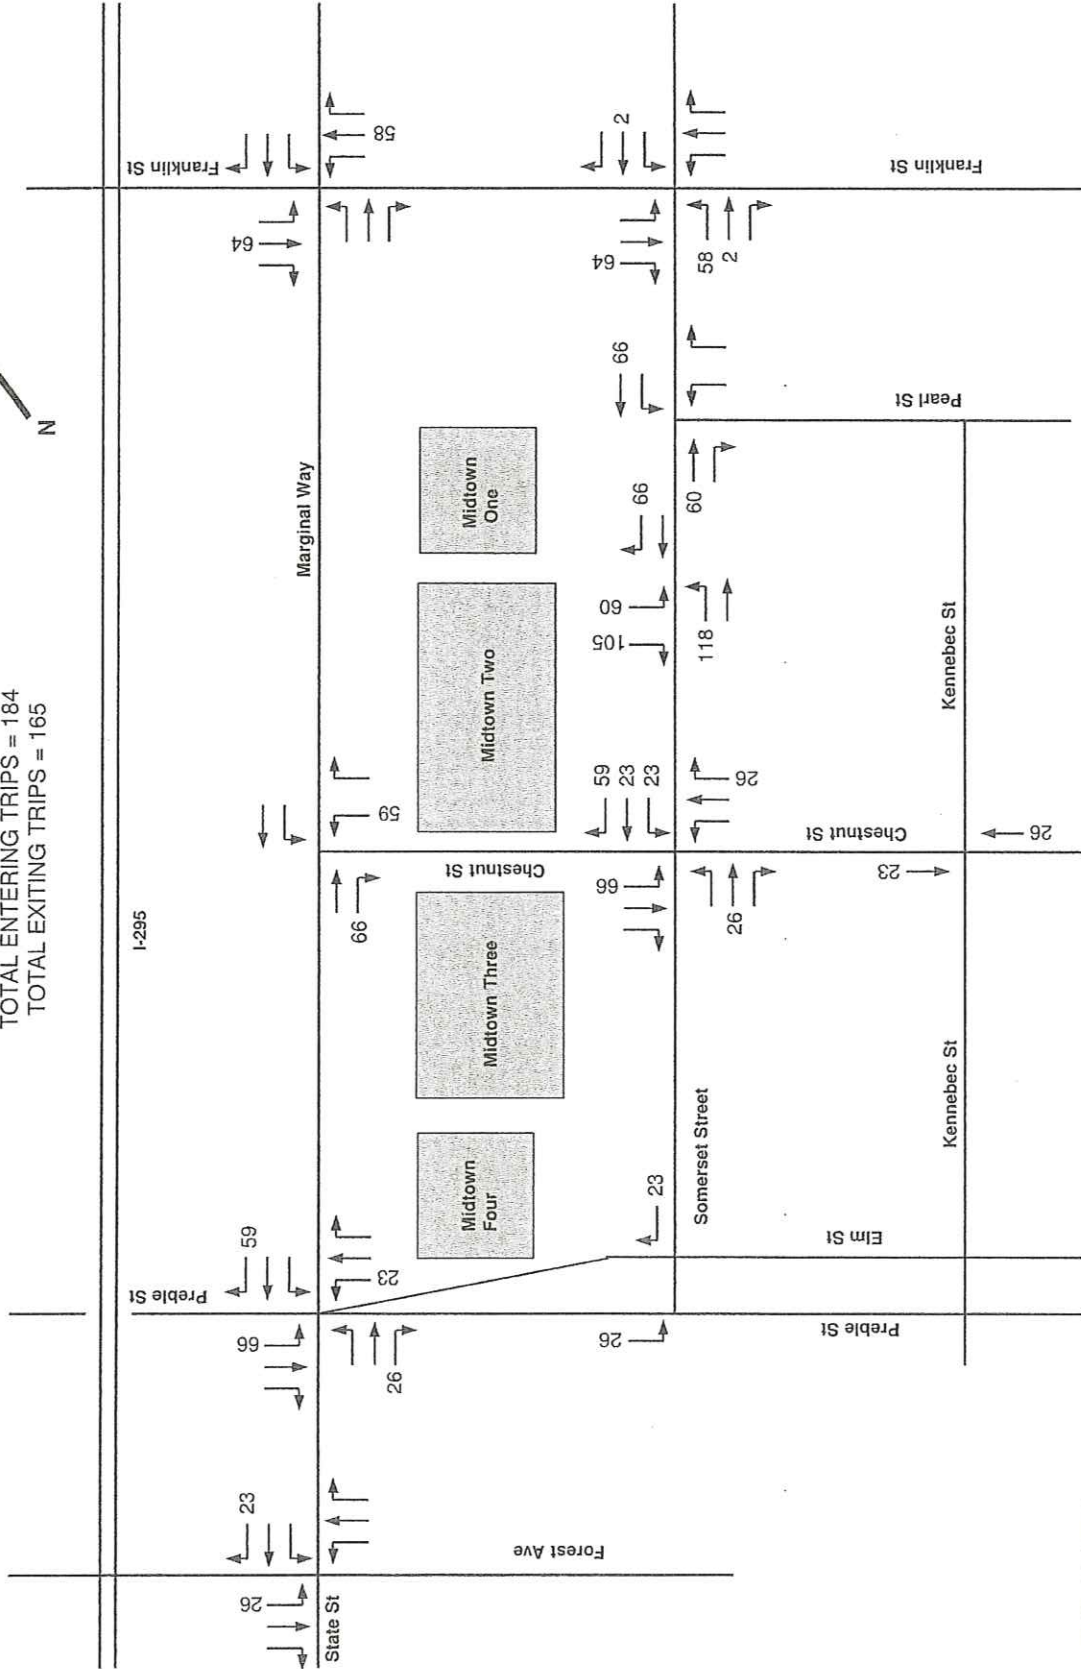 TOTAL ENTERING TRIPS = 184
TOTAL EXITING TRIPS = 165
N
I-295
Preble St
Franklin St
23
59
26
66
64
State St
Marginal Way
66
23
59
58
26
Forest Ave
Midtown
Four
Midtown Three
Midtown Two
Midtown
One
Chestnut St
26
66
59
23
23
105
60
66
66
64
2
23
Somerset Street
26
118
60
58
2
26
Preble St
Elm St
Chestnut St
Pearl St
Franklin St
23
Kennebec St
Kennebec St
26